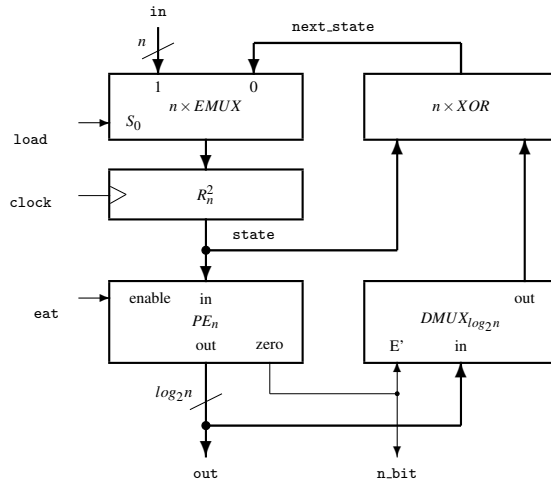 in
next_state
n
1
0
n × EMUX
n × XOR
S₀
load
clock
R²ₙ
state
eat
enable
in
out
PEₙ
DMUX_log₂n
out
zero
E'
in
log₂n
out
n_bit